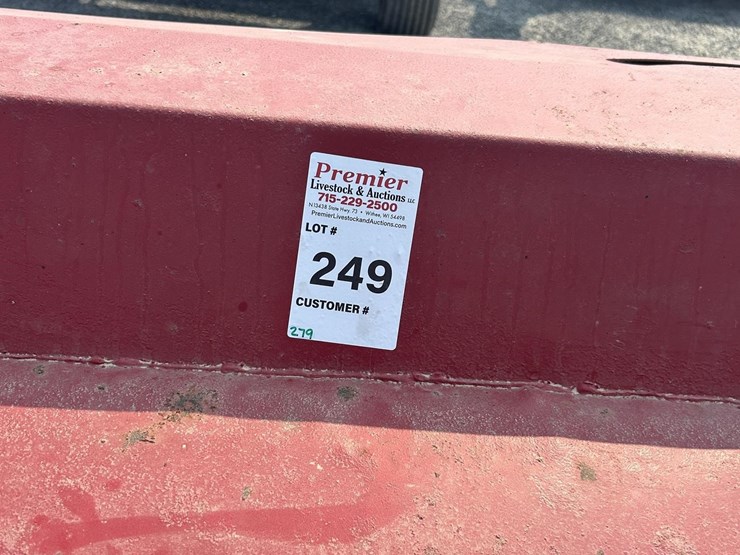 Premier
Livestock & Auctions LLC
715-229-2500
N13438 State Hwy. 73 • Withee, WI 54498
PremierLivestockandAuctions.com
LOT #
249
CUSTOMER #
279